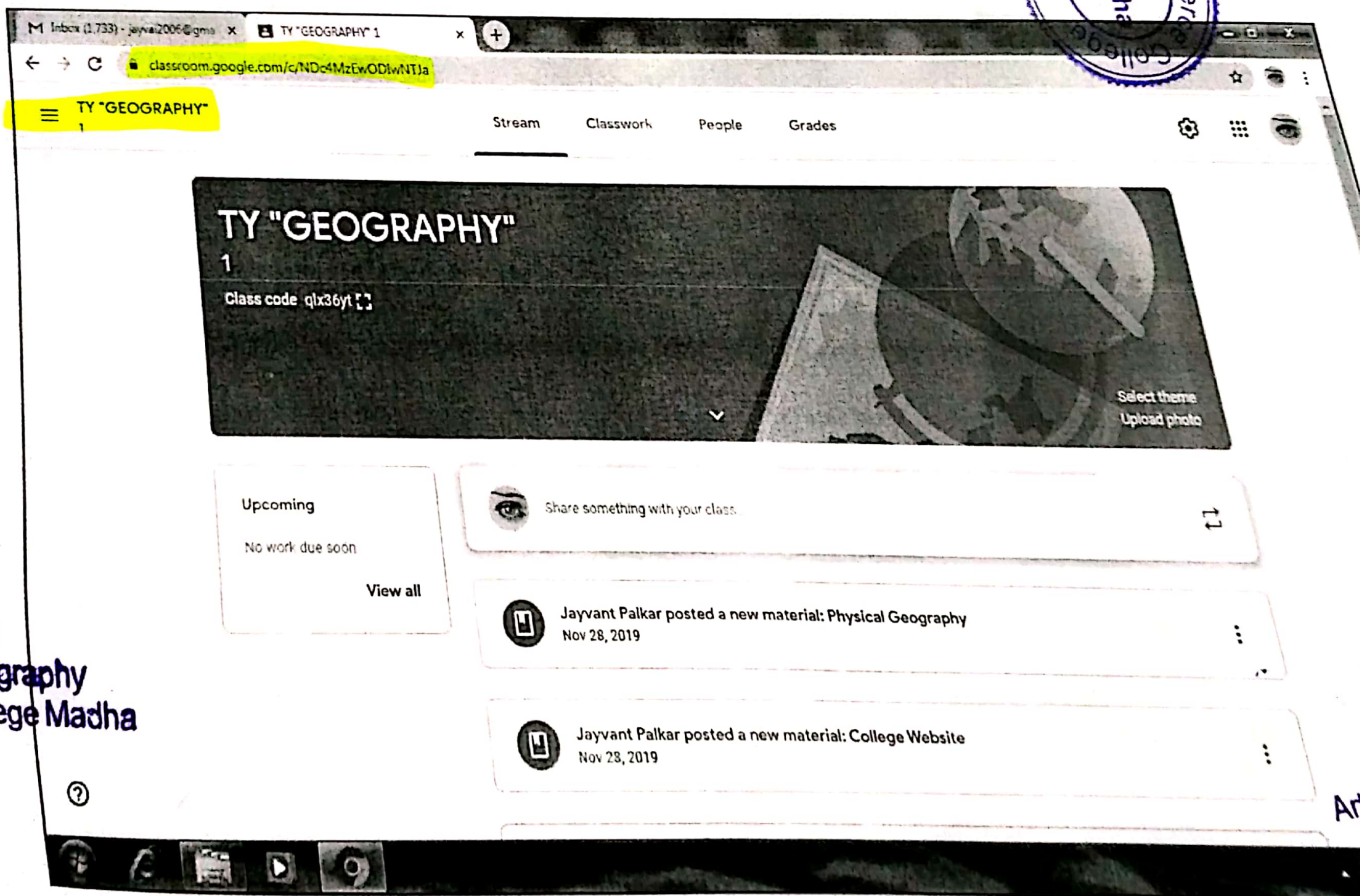 College
Inbox (1,733) - jayvai2006@gma
TY "GEOGRAPHY" 1
classroom.google.com/c/NDc4MzEwODIwNTJa
TY "GEOGRAPHY"
1
Stream Classwork People Grades
TY "GEOGRAPHY"
1
Class code qlx36yt
Select theme
Upload photo
Upcoming
No work due soon
View all
Share something with your class
Jayvant Palkar posted a new material: Physical Geography
Nov 28, 2019
Jayvant Palkar posted a new material: College Website
Nov 28, 2019
graphy
ege Madha